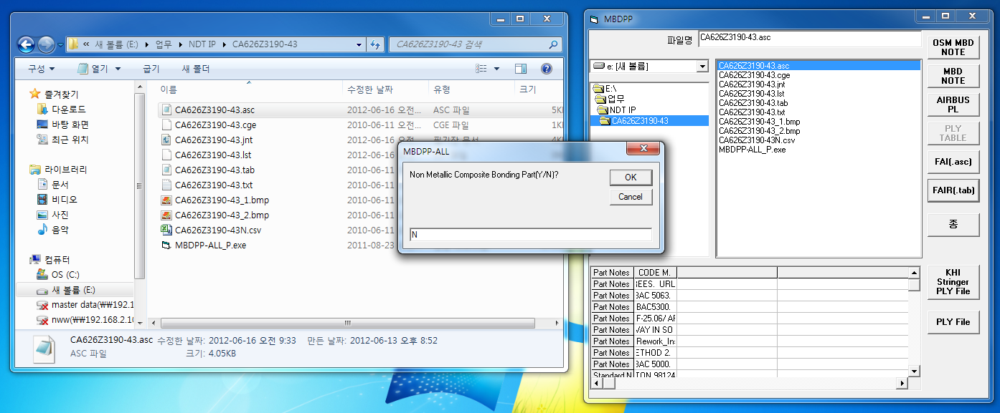 새 볼륨 (E:) 업무 NDT IP CA626Z3190-43
CA626Z3190-43 검색
구성 열기 굽기 새 폴더
즐겨찾기
다운로드
바탕 화면
최근 위치
라이브러리
문서
비디오
사진
음악
컴퓨터
OS (C:)
새 볼륨 (E:)
master data(₩₩192.1
nww(₩₩192.168.2.10
이름 수정한 날짜 유형 크기
CA626Z3190-43.asc 2012-06-16 오전... ASC 파일 5K
CA626Z3190-43.cge 2010-06-11 오전... CGE 파일 1K
CA626Z3190-43.jnt 2012-06-16 오전... 필기장 문서 4K
CA626Z3190-43.lst 2010-06-11
CA626Z3190-43.tab 2010-06-11
CA626Z3190-43.txt 2010-06-11
CA626Z3190-43_1.bmp 2010-06-11
CA626Z3190-43_2.bmp 2010-06-11
CA626Z3190-43N.csv 2010-06-11
MBDPP-ALL_P.exe 2011-08-23
CA626Z3190-43.asc 수정한 날짜: 2012-06-16 오전 9:33 만든 날짜: 2012-06-13 오후 8:52
ASC 파일 크기: 4.05KB
MBDPP-ALL
Non Metallic Composite Bonding Part(Y/N)?
OK
Cancel
N
MBDPP
파일명 CA626Z3190-43.asc
e: [새 볼륨]
E:\
업무
NDT IP
CA626Z3190-43
CA626Z3190-43.asc
CA626Z3190-43.cge
CA626Z3190-43.jnt
CA626Z3190-43.lst
CA626Z3190-43.tab
CA626Z3190-43.txt
CA626Z3190-43_1.bmp
CA626Z3190-43_2.bmp
CA626Z3190-43N.csv
MBDPP-ALL_P.exe
OSM MBD
NOTE
MBD
NOTE
AIRBUS
PL
PLY
TABLE
FAI(.asc)
FAIR(.tab)
종
KHI
Stringer
PLY File
PLY File
Part Notes CODE M.
Part Notes EES. URL
Part Notes BAC 5063.
Part Notes BAC5300.
Part Notes F-25.06/ AF
Part Notes WAY IN SO
Part Notes Rework_In
Part Notes ETHOD 2.
Part Notes BAC 5000.
Standard N TION 98124